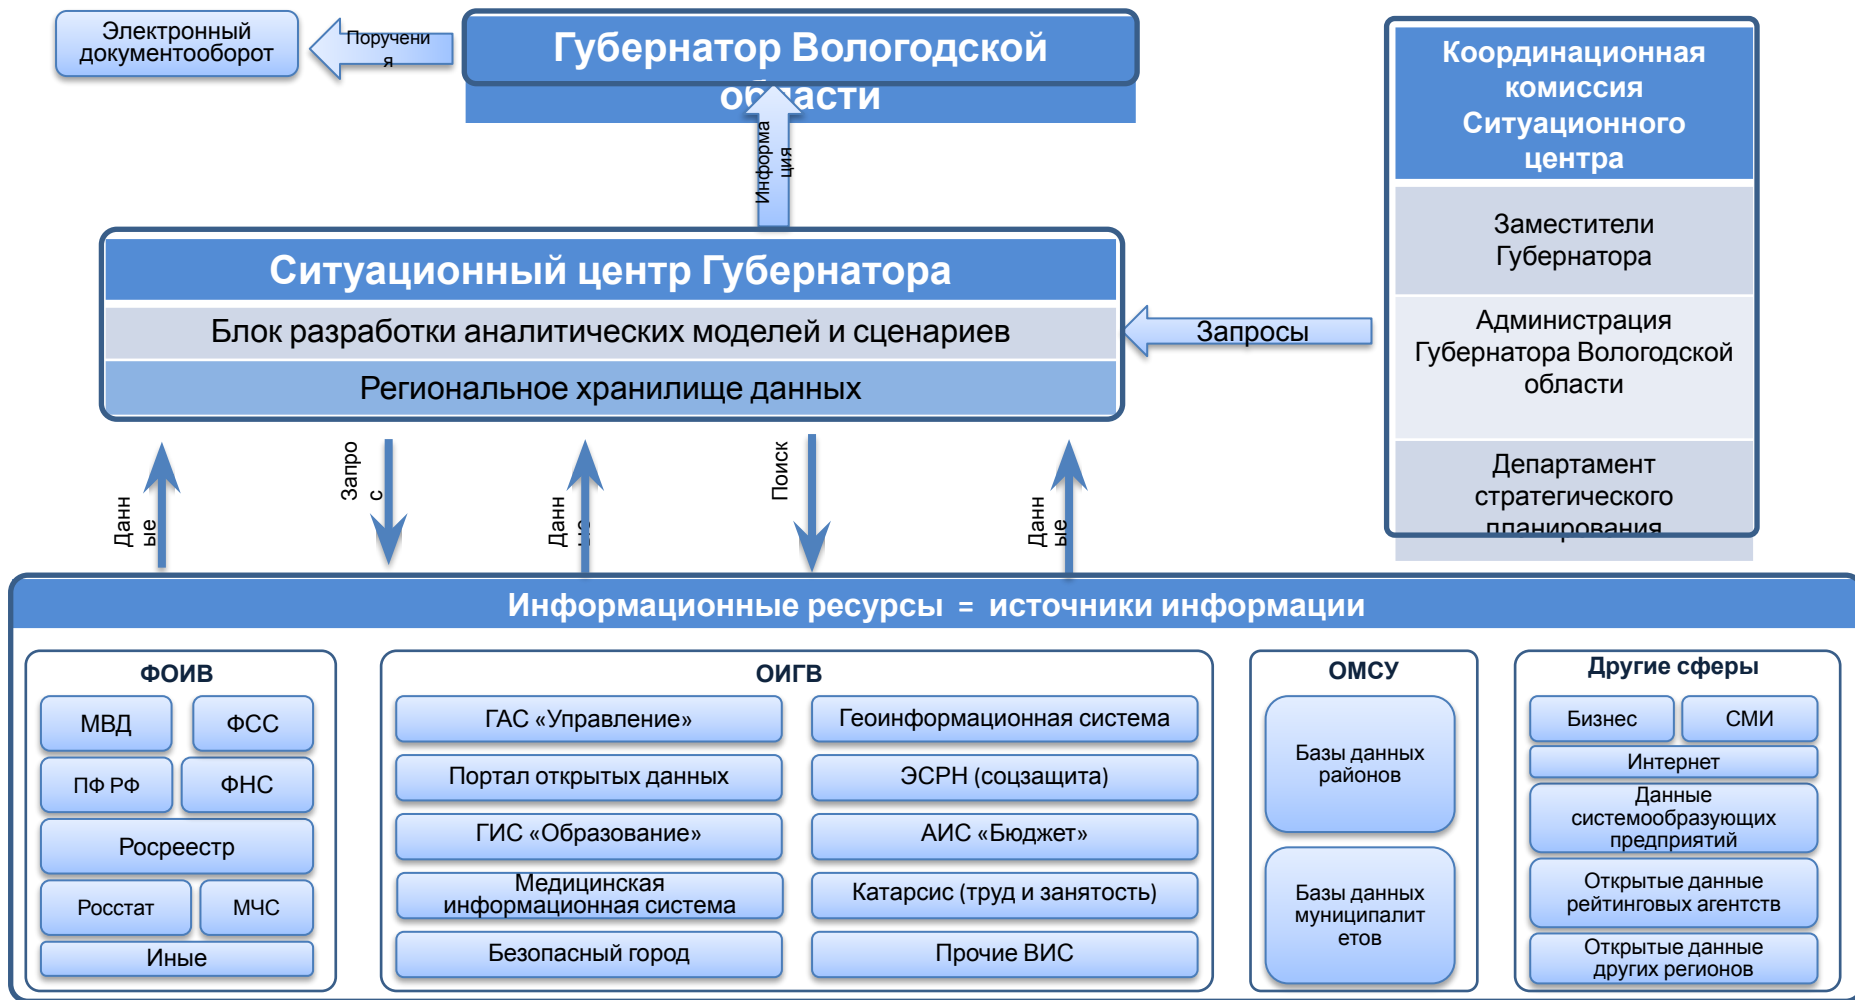 Электронный
документооборот
Поручени
я
Губернатор Вологодской
области
Информа
ция
Координационная
комиссия
Ситуационного
центра
Заместители
Губернатора
Администрация
Губернатора Вологодской
области
Департамент
стратегического
планирования
Ситуационный центр Губернатора
Блок разработки аналитических моделей и сценариев
Региональное хранилище данных
Запросы
Данн
ые
Запро
с
Данн
ые
Поиск
Данн
ые
Информационные ресурсы = источники информации
ФОИВ
МВД
ФСС
ПФ РФ
ФНС
Росреестр
Росстат
МЧС
Иные
ОИГВ
ГАС «Управление»
Геоинформационная система
Портал открытых данных
ЭСРН (соцзащита)
ГИС «Образование»
АИС «Бюджет»
Медицинская
информационная система
Катарсис (труд и занятость)
Безопасный город
Прочие ВИС
ОМСУ
Базы данных
районов
Базы данных
муниципалит
етов
Другие сферы
Бизнес
СМИ
Интернет
Данные
системообразующих
предприятий
Открытые данные
рейтинговых агентств
Открытые данные
других регионов